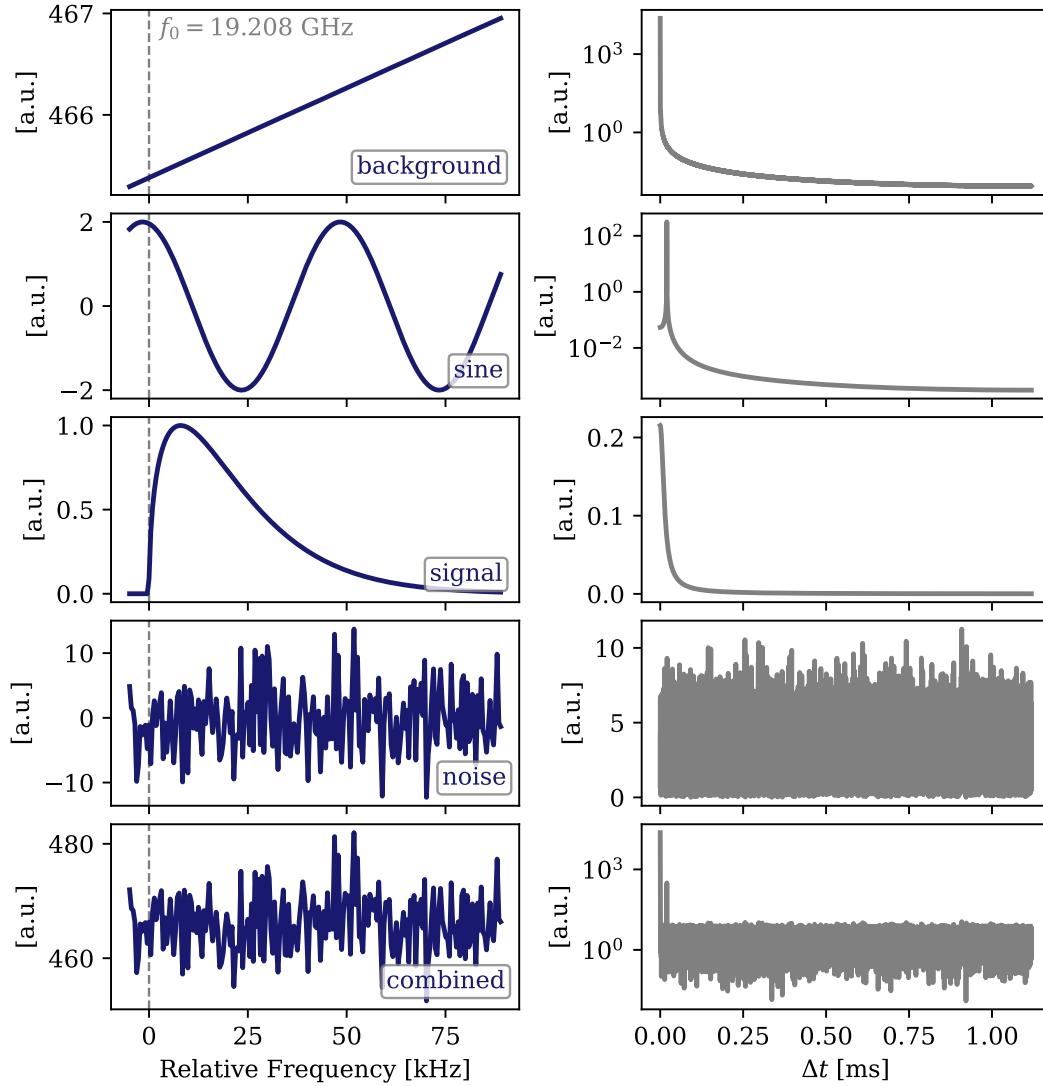 467
466
[a.u.]
f₀ = 19.208 GHz
background
10³
10⁰
[a.u.]
2
0
−2
[a.u.]
sine
10²
10⁰
10⁻²
[a.u.]
1.0
0.5
0.0
[a.u.]
signal
0.2
0.1
0.0
[a.u.]
10
0
−10
[a.u.]
noise
10
5
0
[a.u.]
480
460
[a.u.]
combined
10³
10⁰
[a.u.]
0 25 50 75
Relative Frequency [kHz]
0.00 0.25 0.50 0.75 1.00
Δt [ms]